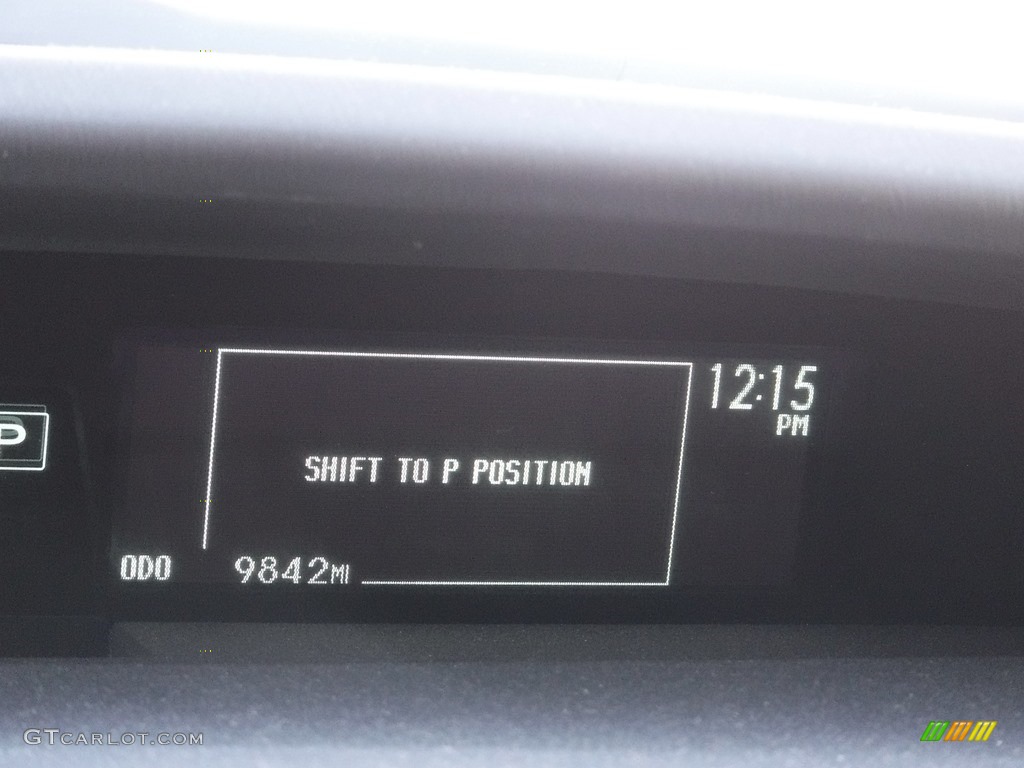 12:15
PM
P
SHIFT TO P POSITION
ODO 9842MI
GTCARLOT.COM